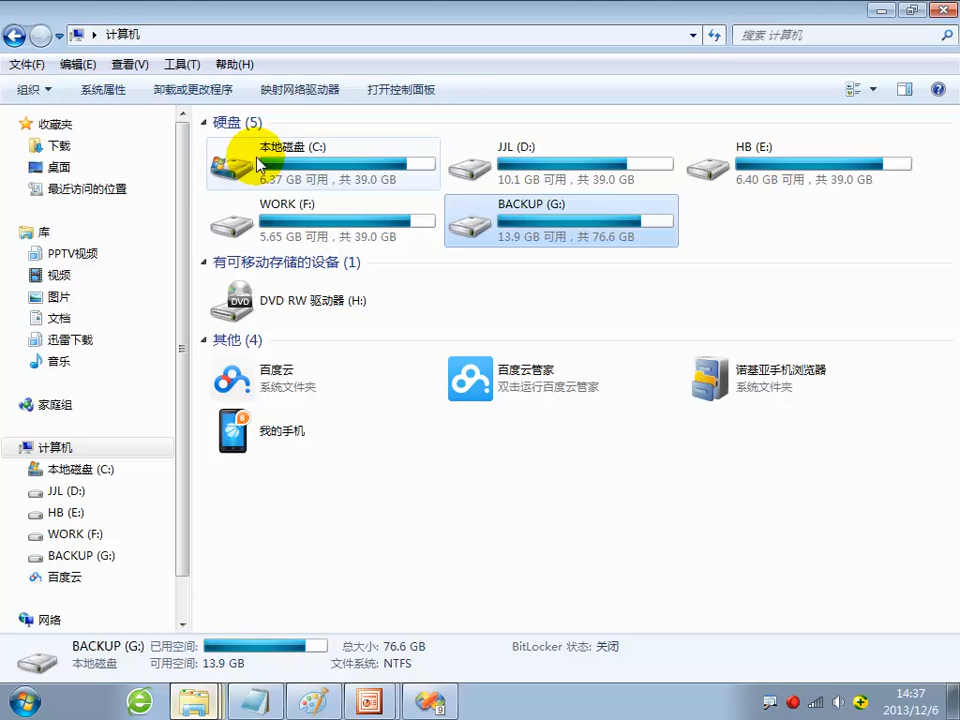 计算机
搜索 计算机
文件(F) 编辑(E) 查看(V) 工具(T) 帮助(H)
组织 系统属性 卸载或更改程序 映射网络驱动器 打开控制面板
收藏夹
下载
桌面
最近访问的位置
库
PPTV视频
视频
图片
文档
迅雷下载
音乐
家庭组
计算机
本地磁盘 (C:)
JJL (D:)
HB (E:)
WORK (F:)
BACKUP (G:)
百度云
网络
硬盘 (5)
本地磁盘 (C:)
6.37 GB 可用，共 39.0 GB
JJL (D:)
10.1 GB 可用，共 39.0 GB
HB (E:)
6.40 GB 可用，共 39.0 GB
WORK (F:)
5.65 GB 可用，共 39.0 GB
BACKUP (G:)
13.9 GB 可用，共 76.6 GB
有可移动存储的设备 (1)
DVD
DVD RW 驱动器 (H:)
其他 (4)
百度云
系统文件夹
百度云管家
双击运行百度云管家
诺基亚手机浏览器
系统文件夹
我的手机
BACKUP (G:) 已用空间: 总大小: 76.6 GB BitLocker 状态: 关闭
本地磁盘 可用空间: 13.9 GB 文件系统: NTFS
14:37
2013/12/6